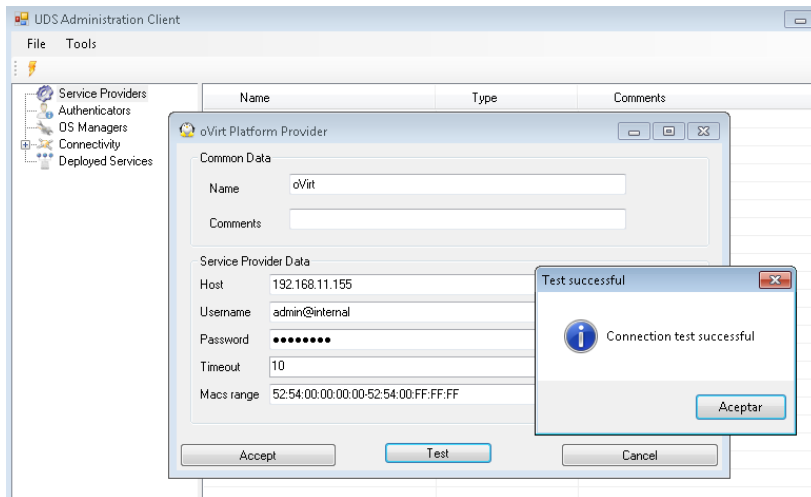 UDS Administration Client
File Tools
Service Providers
Authenticators
OS Managers
Connectivity
Deployed Services
Name Type Comments
oVirt Platform Provider
Common Data
Name oVirt
Comments
Service Provider Data
Host 192.168.11.155
Username admin@internal
Password ●●●●●●●●
Timeout 10
Macs range 52:54:00:00:00:00-52:54:00:FF:FF:FF
Accept Test Cancel
Test successful
Connection test successful
Aceptar